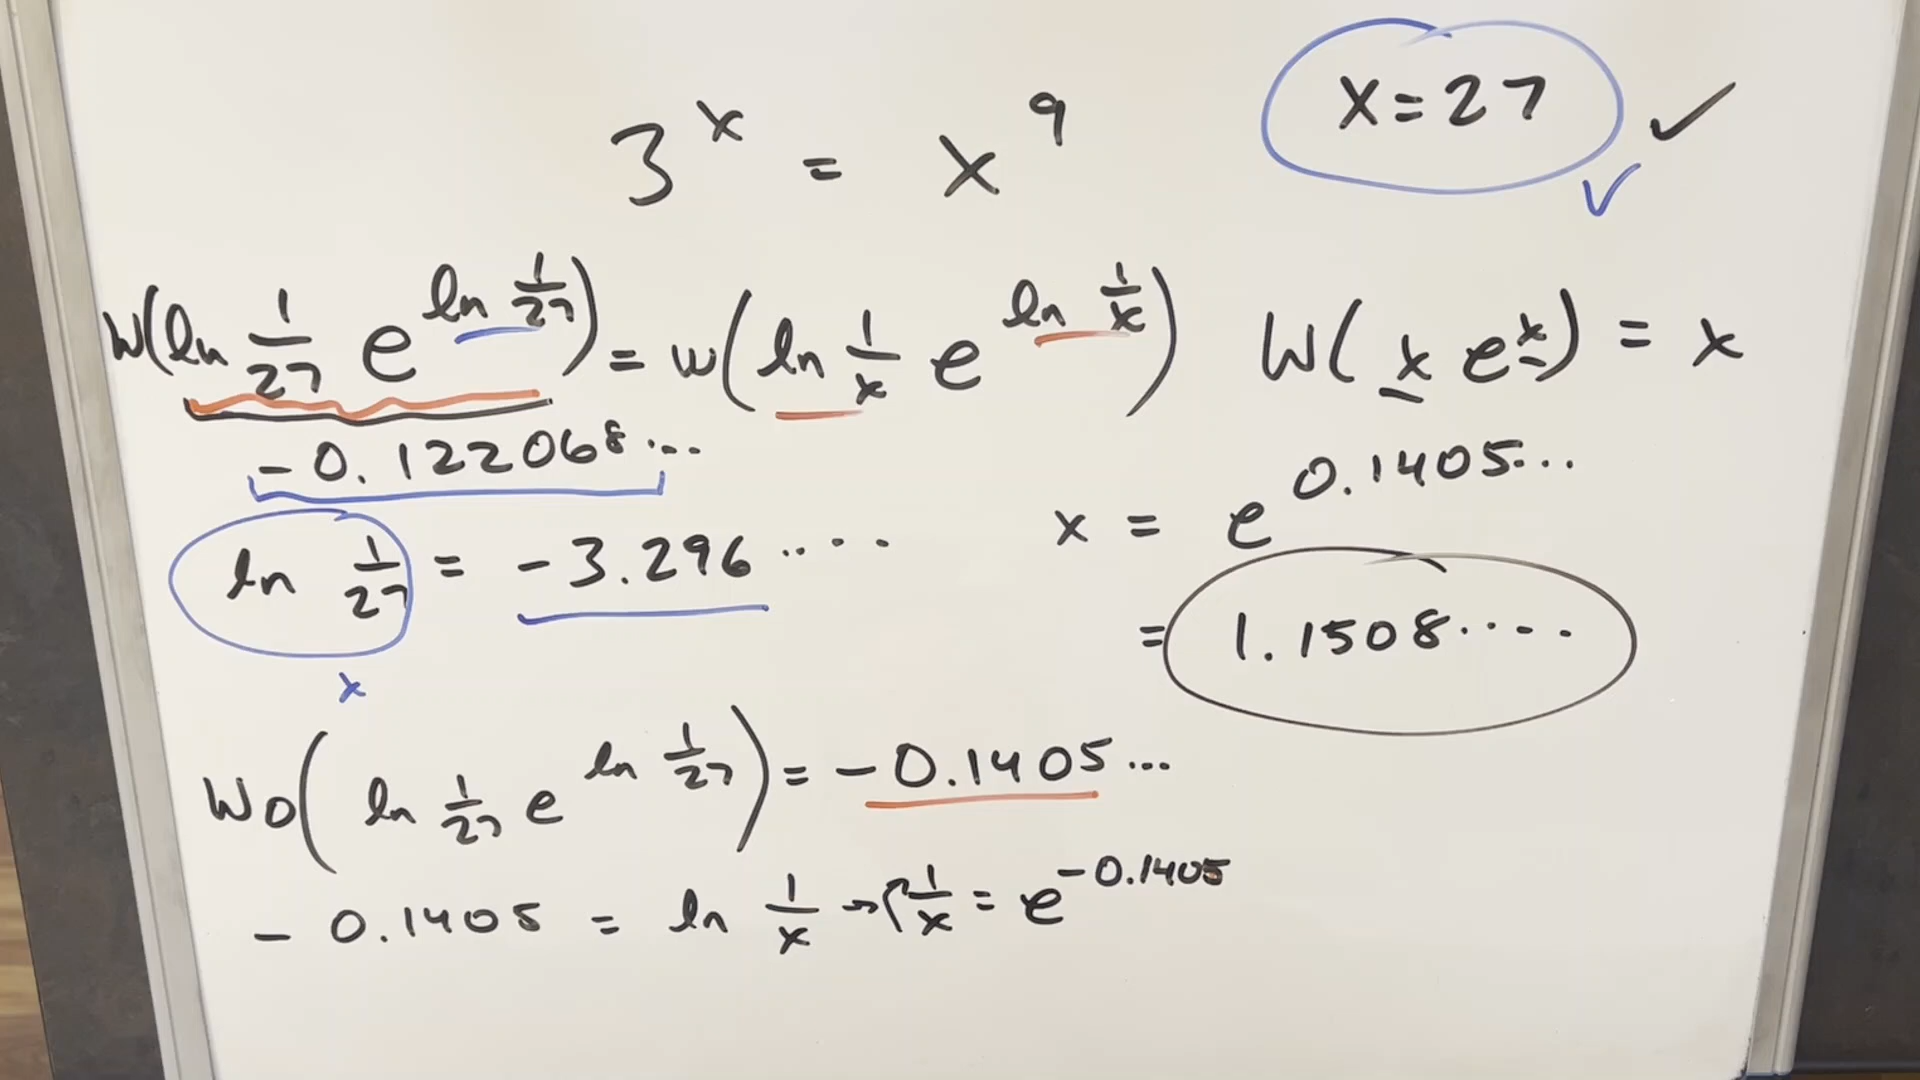 3^x = x^9
x = 27 ✓
✓
W(ln 1/27 e^(ln 1/27)) = W(ln 1/x e^(ln 1/x))
W(x e^x) = x
-0.122068...
x = e^(0.1405...)
ln 1/27 = -3.296....
= 1.1508....
x
W0(ln 1/27 e^(ln 1/27)) = -0.1405...
-0.1405 = ln 1/x → 1/x = e^(-0.1405)